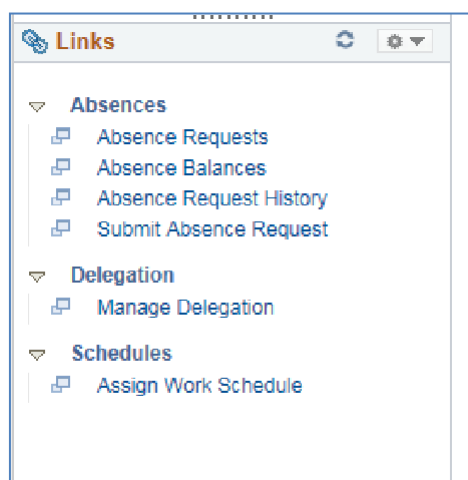 Links
Absences
Absence Requests
Absence Balances
Absence Request History
Submit Absence Request
Delegation
Manage Delegation
Schedules
Assign Work Schedule